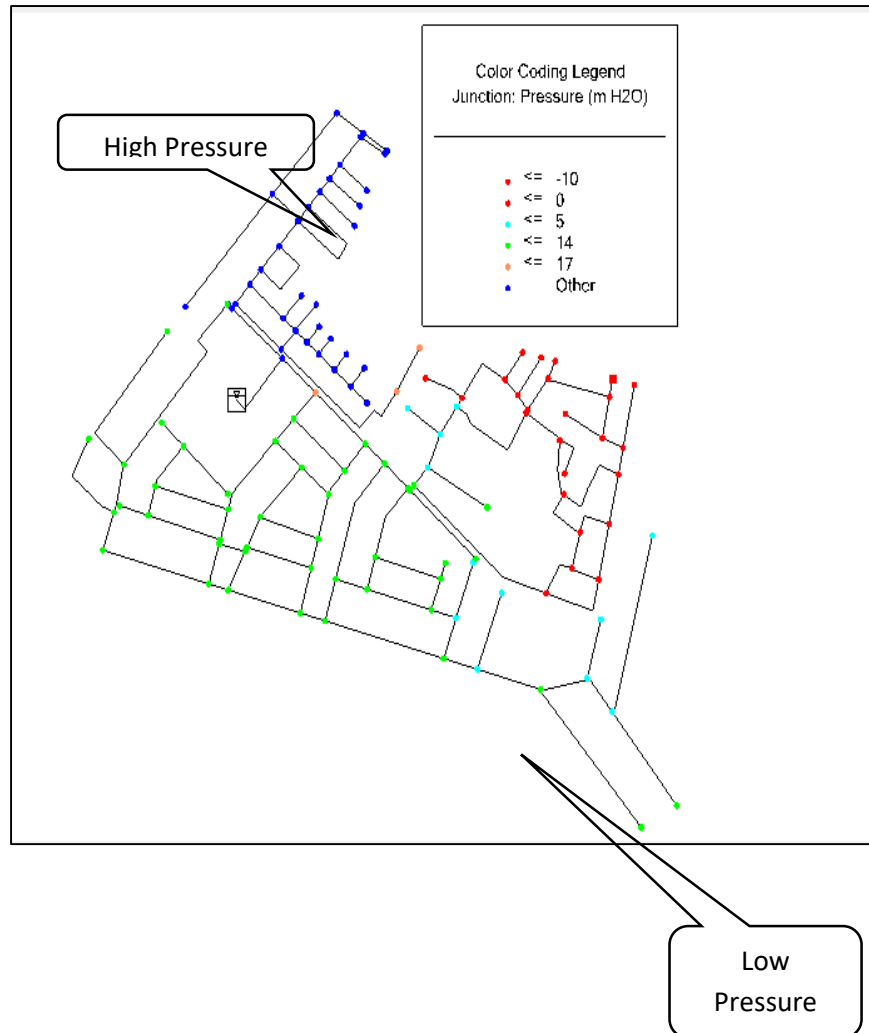 Color Coding Legend
Junction: Pressure (m H2O)
High Pressure
<= -10
<= 0
<= 5
<= 14
<= 17
Other
Low
Pressure